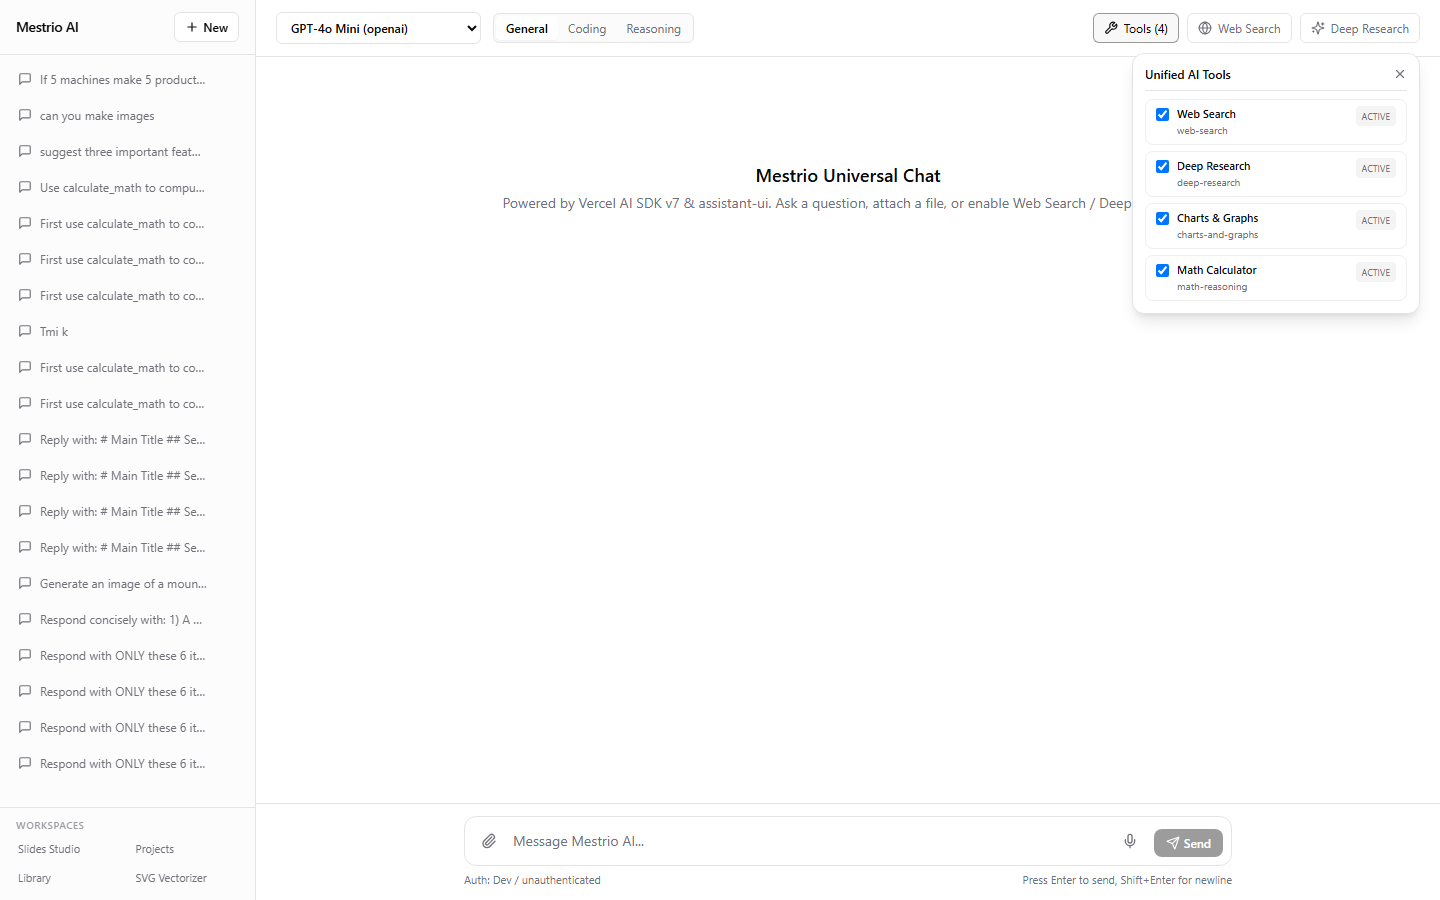 Mestrio AI
New
If 5 machines make 5 product...
can you make images
suggest three important feat...
Use calculate_math to compu...
First use calculate_math to co...
First use calculate_math to co...
First use calculate_math to co...
Tmi k
First use calculate_math to co...
First use calculate_math to co...
Reply with: # Main Title ## Se...
Reply with: # Main Title ## Se...
Reply with: # Main Title ## Se...
Reply with: # Main Title ## Se...
Generate an image of a moun...
Respond concisely with: 1) A ...
Respond with ONLY these 6 it...
Respond with ONLY these 6 it...
Respond with ONLY these 6 it...
Respond with ONLY these 6 it...
WORKSPACES
Slides Studio
Projects
Library
SVG Vectorizer
GPT-4o Mini (openai)
General
Coding
Reasoning
Tools (4)
Web Search
Deep Research
Mestrio Universal Chat
Powered by Vercel AI SDK v7 & assistant-ui. Ask a question, attach a file, or enable Web Search / Deep
Unified AI Tools
Web Search
ACTIVE
web-search
Deep Research
ACTIVE
deep-research
Charts & Graphs
ACTIVE
charts-and-graphs
Math Calculator
ACTIVE
math-reasoning
Message Mestrio AI...
Send
Auth: Dev / unauthenticated
Press Enter to send, Shift+Enter for newline